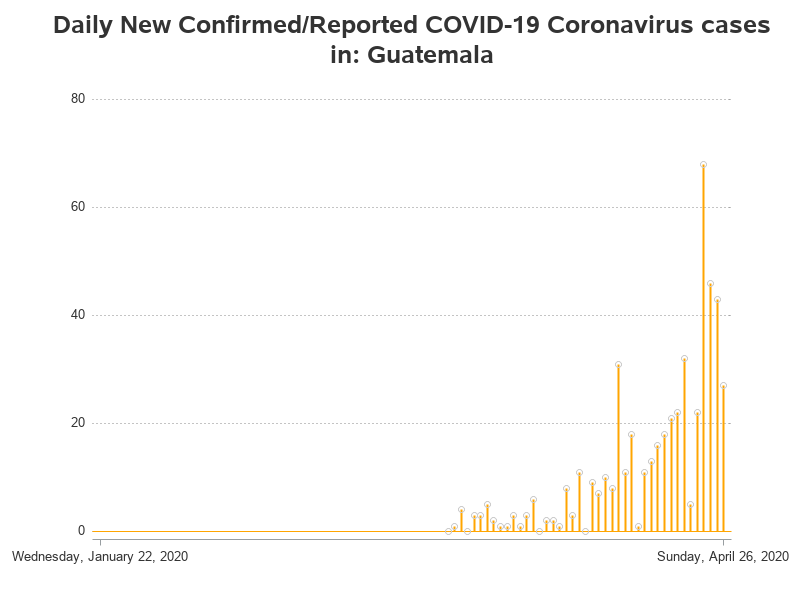 Daily New Confirmed/Reported COVID-19 Coronavirus cases
in: Guatemala
80
60
40
20
0
Wednesday, January 22, 2020
Sunday, April 26, 2020